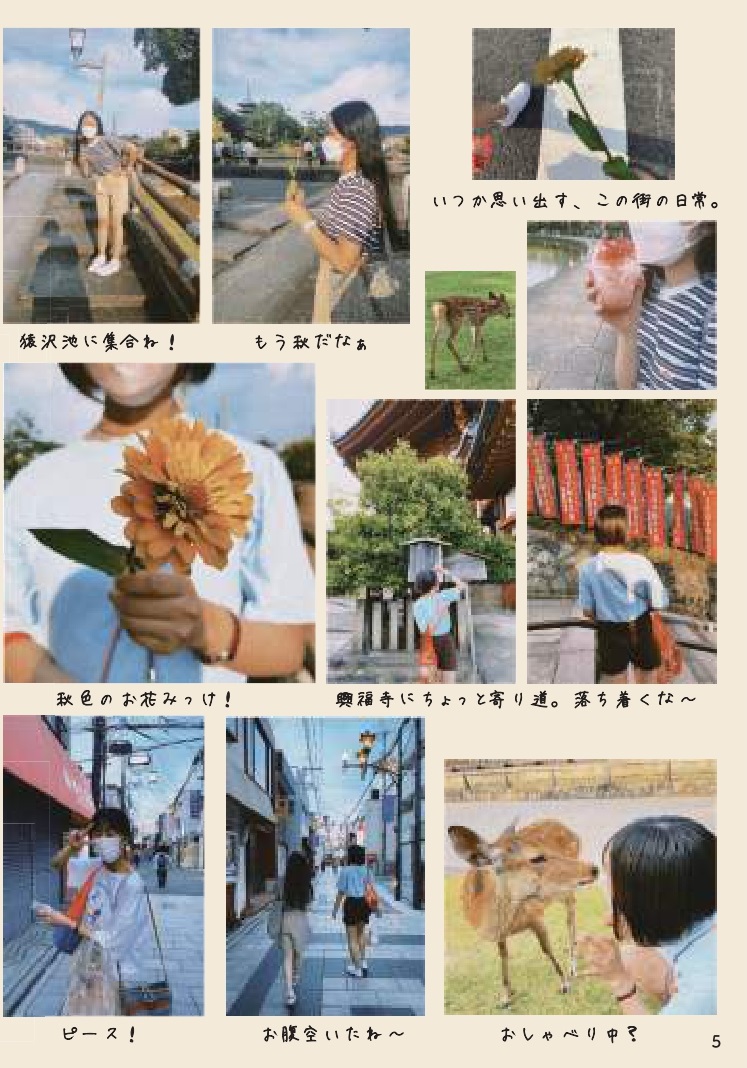 いつか思い出す、この街の日常。
猿沢池に集合ね！
もう秋だなぁ
秋色のお花みっけ！
興福寺にちょっと寄り道。落ち着くな〜
ピース！
お腹空いたね〜
おしゃべり中？
5